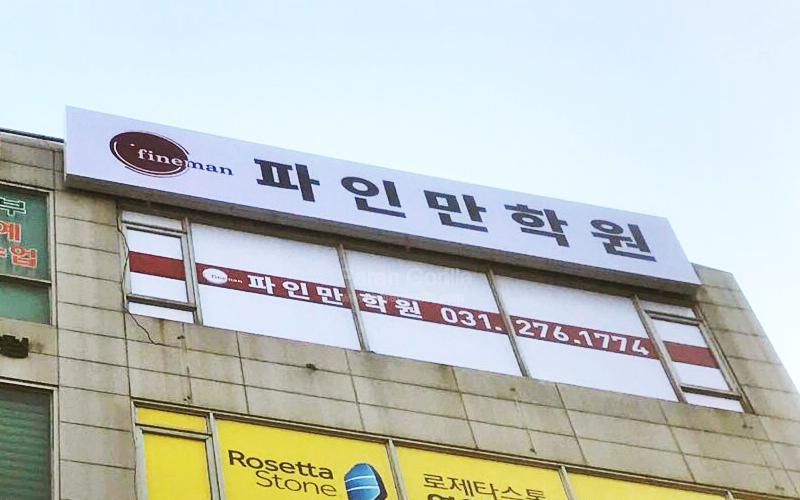 fineman 파인만학원
fineman 파인만학원 031. 276.1774
Rosetta
Stone
로제타스톤